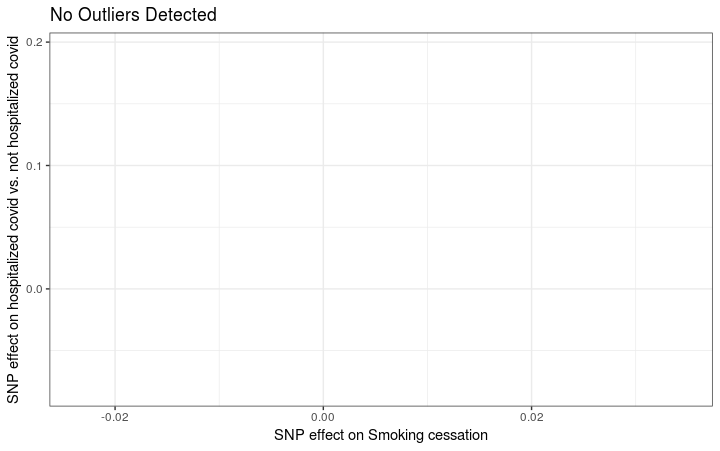 No Outliers Detected
SNP effect on hospitalized covid vs. not hospitalized covid
0.2
0.1
0.0
-0.02
0.00
0.02
SNP effect on Smoking cessation